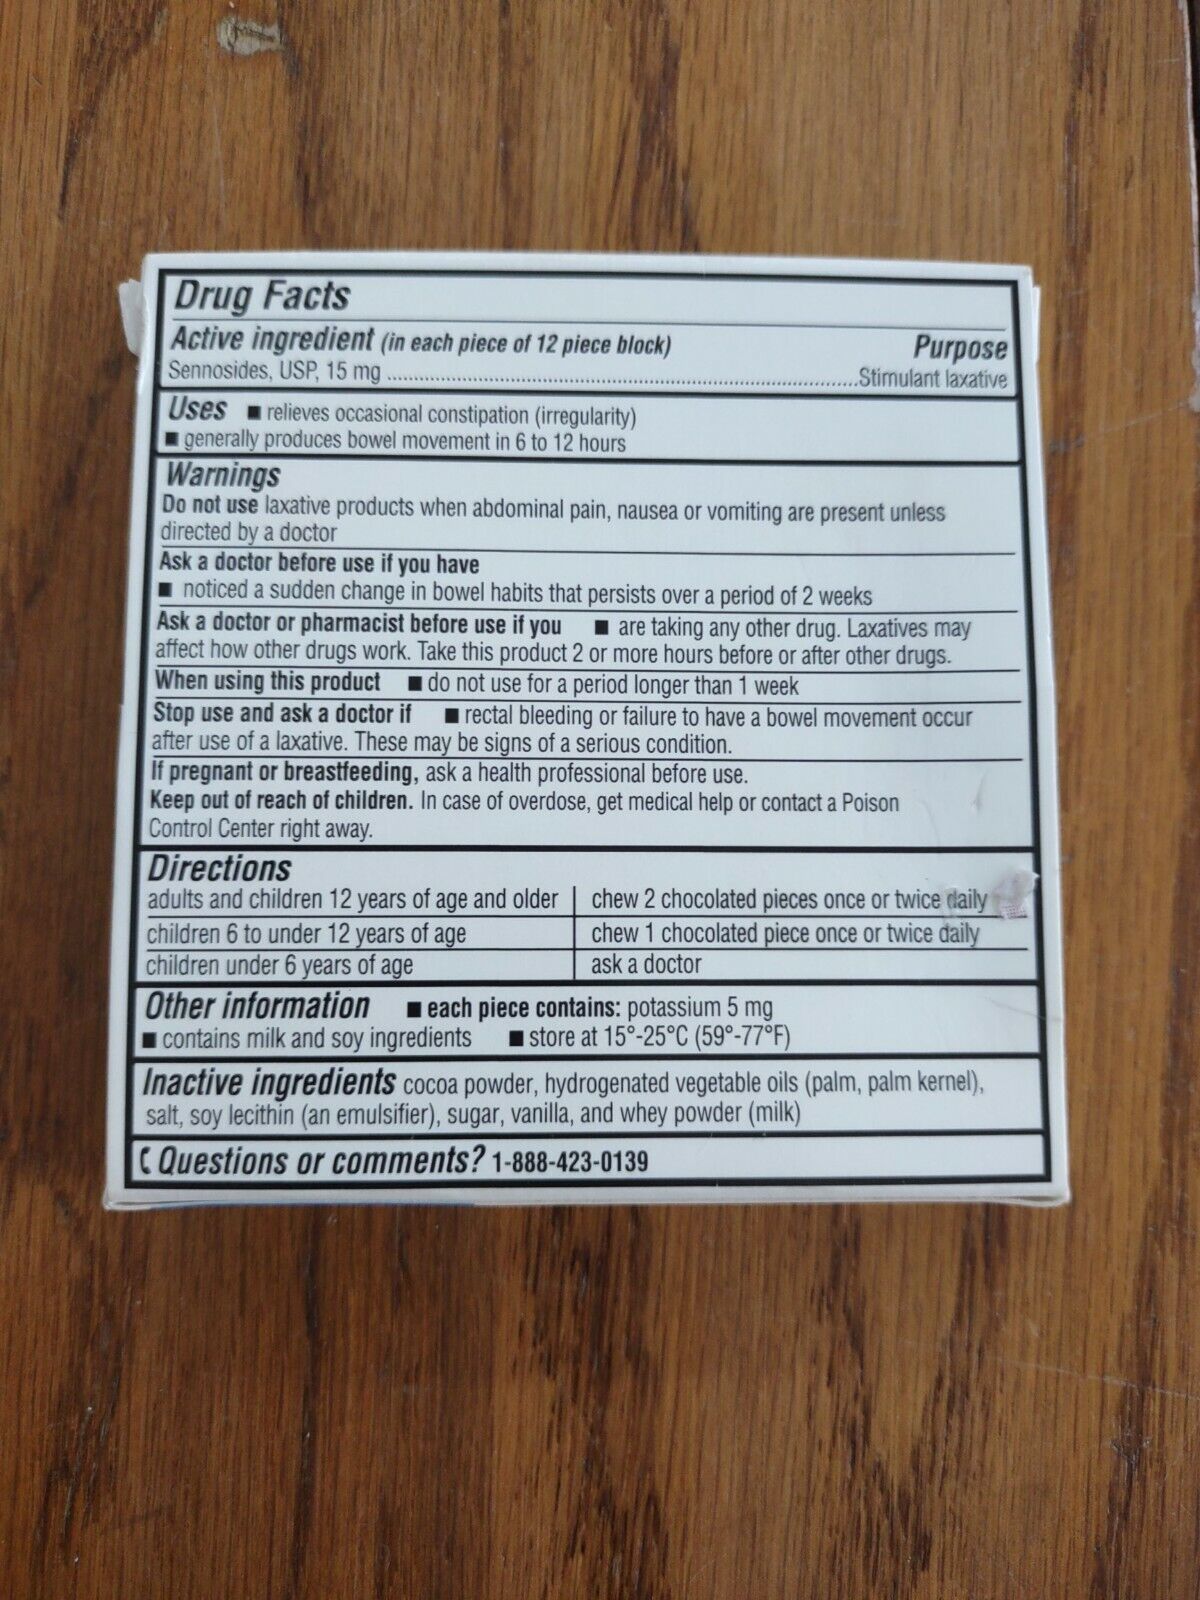 Drug Facts
Active ingredient (in each piece of 12 piece block) Purpose
Sennosides, USP, 15 mg ........................................................................................Stimulant laxative
Uses ■ relieves occasional constipation (irregularity)
■ generally produces bowel movement in 6 to 12 hours
Warnings
Do not use laxative products when abdominal pain, nausea or vomiting are present unless
directed by a doctor
Ask a doctor before use if you have
■ noticed a sudden change in bowel habits that persists over a period of 2 weeks
Ask a doctor or pharmacist before use if you ■ are taking any other drug. Laxatives may
affect how other drugs work. Take this product 2 or more hours before or after other drugs.
When using this product ■ do not use for a period longer than 1 week
Stop use and ask a doctor if ■ rectal bleeding or failure to have a bowel movement occur
after use of a laxative. These may be signs of a serious condition.
If pregnant or breastfeeding, ask a health professional before use.
Keep out of reach of children. In case of overdose, get medical help or contact a Poison
Control Center right away.
Directions
adults and children 12 years of age and older chew 2 chocolated pieces once or twice daily
children 6 to under 12 years of age chew 1 chocolated piece once or twice daily
children under 6 years of age ask a doctor
Other information ■ each piece contains: potassium 5 mg
■ contains milk and soy ingredients ■ store at 15°-25°C (59°-77°F)
Inactive ingredients cocoa powder, hydrogenated vegetable oils (palm, palm kernel),
salt, soy lecithin (an emulsifier), sugar, vanilla, and whey powder (milk)
Questions or comments? 1-888-423-0139